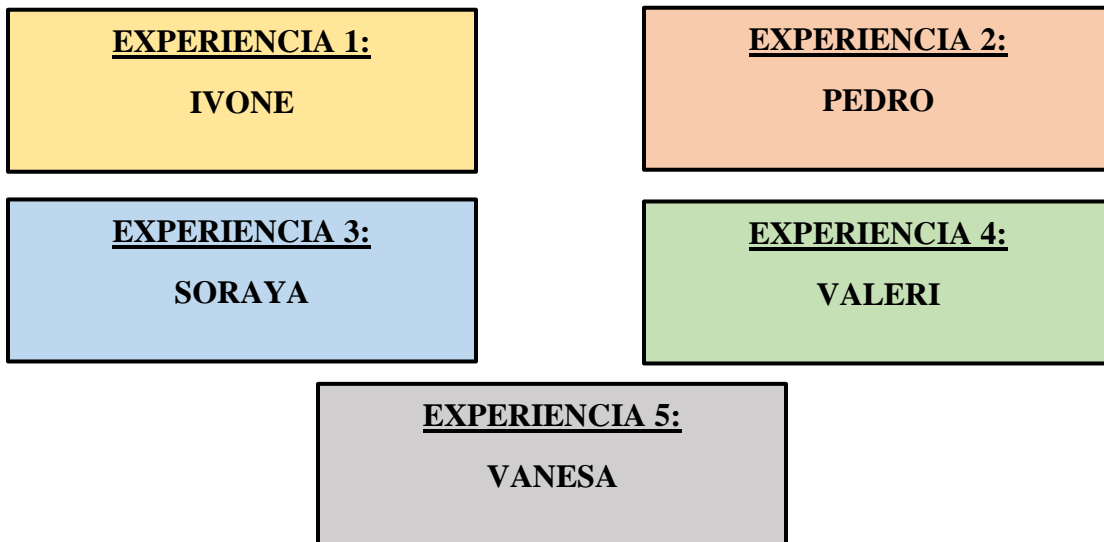 EXPERIENCIA 1:
IVONE
EXPERIENCIA 2:
PEDRO
EXPERIENCIA 3:
SORAYA
EXPERIENCIA 4:
VALERI
EXPERIENCIA 5:
VANESA